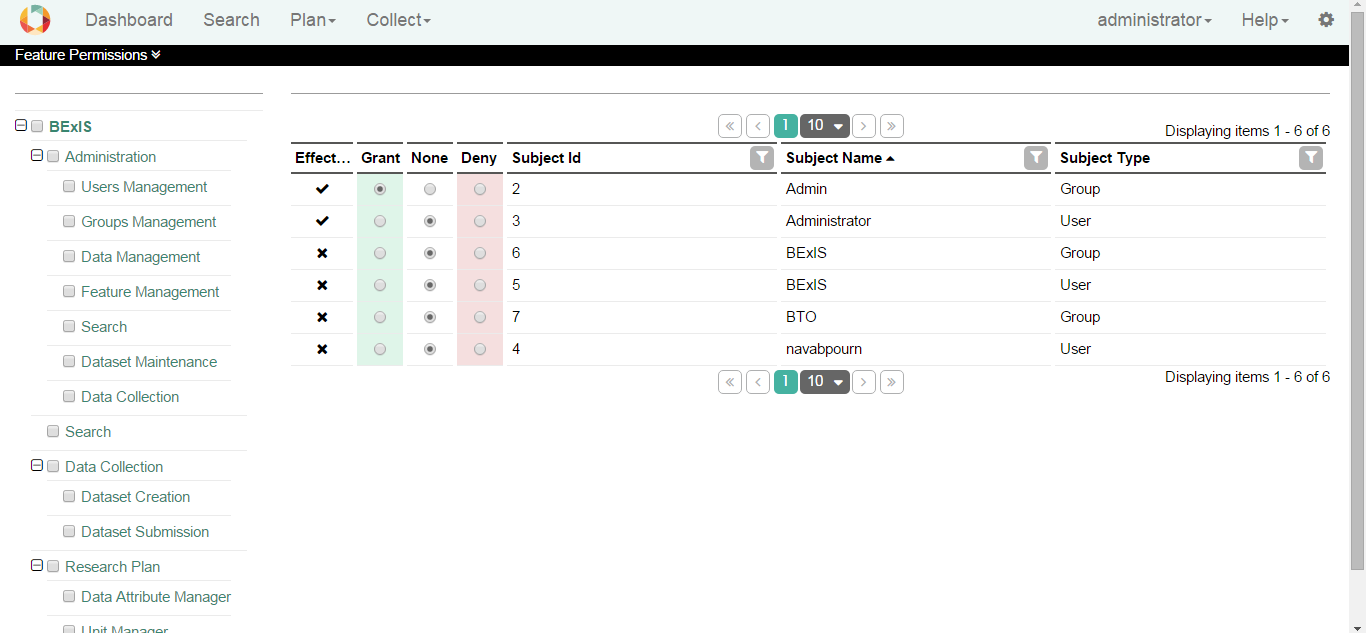 Dashboard Search Plan Collect administrator Help
Feature Permissions
BExIS
Administration
Users Management
Groups Management
Data Management
Feature Management
Search
Dataset Maintenance
Data Collection
Search
Data Collection
Dataset Creation
Dataset Submission
Research Plan
Data Attribute Manager
Unit Manager
« ‹ 1 10 › »
Displaying items 1 - 6 of 6
Effect... Grant None Deny Subject Id Subject Name Subject Type
2 Admin Group
3 Administrator User
6 BExIS Group
5 BExIS User
7 BTO Group
4 navabpourn User
« ‹ 1 10 › »
Displaying items 1 - 6 of 6